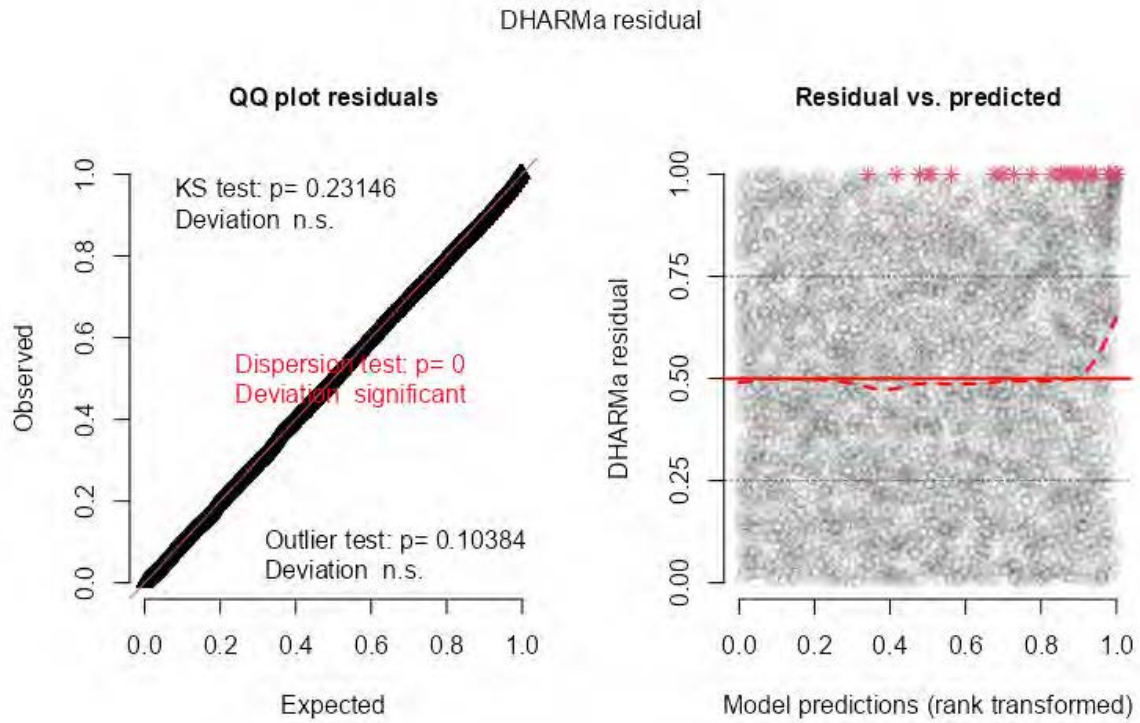 DHARMa residual
QQ plot residuals
KS test: p= 0.23146
Deviation n.s.
Dispersion test: p= 0
Deviation significant
Outlier test: p= 0.10384
Deviation n.s.
Observed
0.0 0.2 0.4 0.6 0.8 1.0
0.0 0.2 0.4 0.6 0.8 1.0
Expected
Residual vs. predicted
DHARMa residual
0.00 0.25 0.50 0.75 1.00
0.0 0.2 0.4 0.6 0.8 1.0
Model predictions (rank transformed)